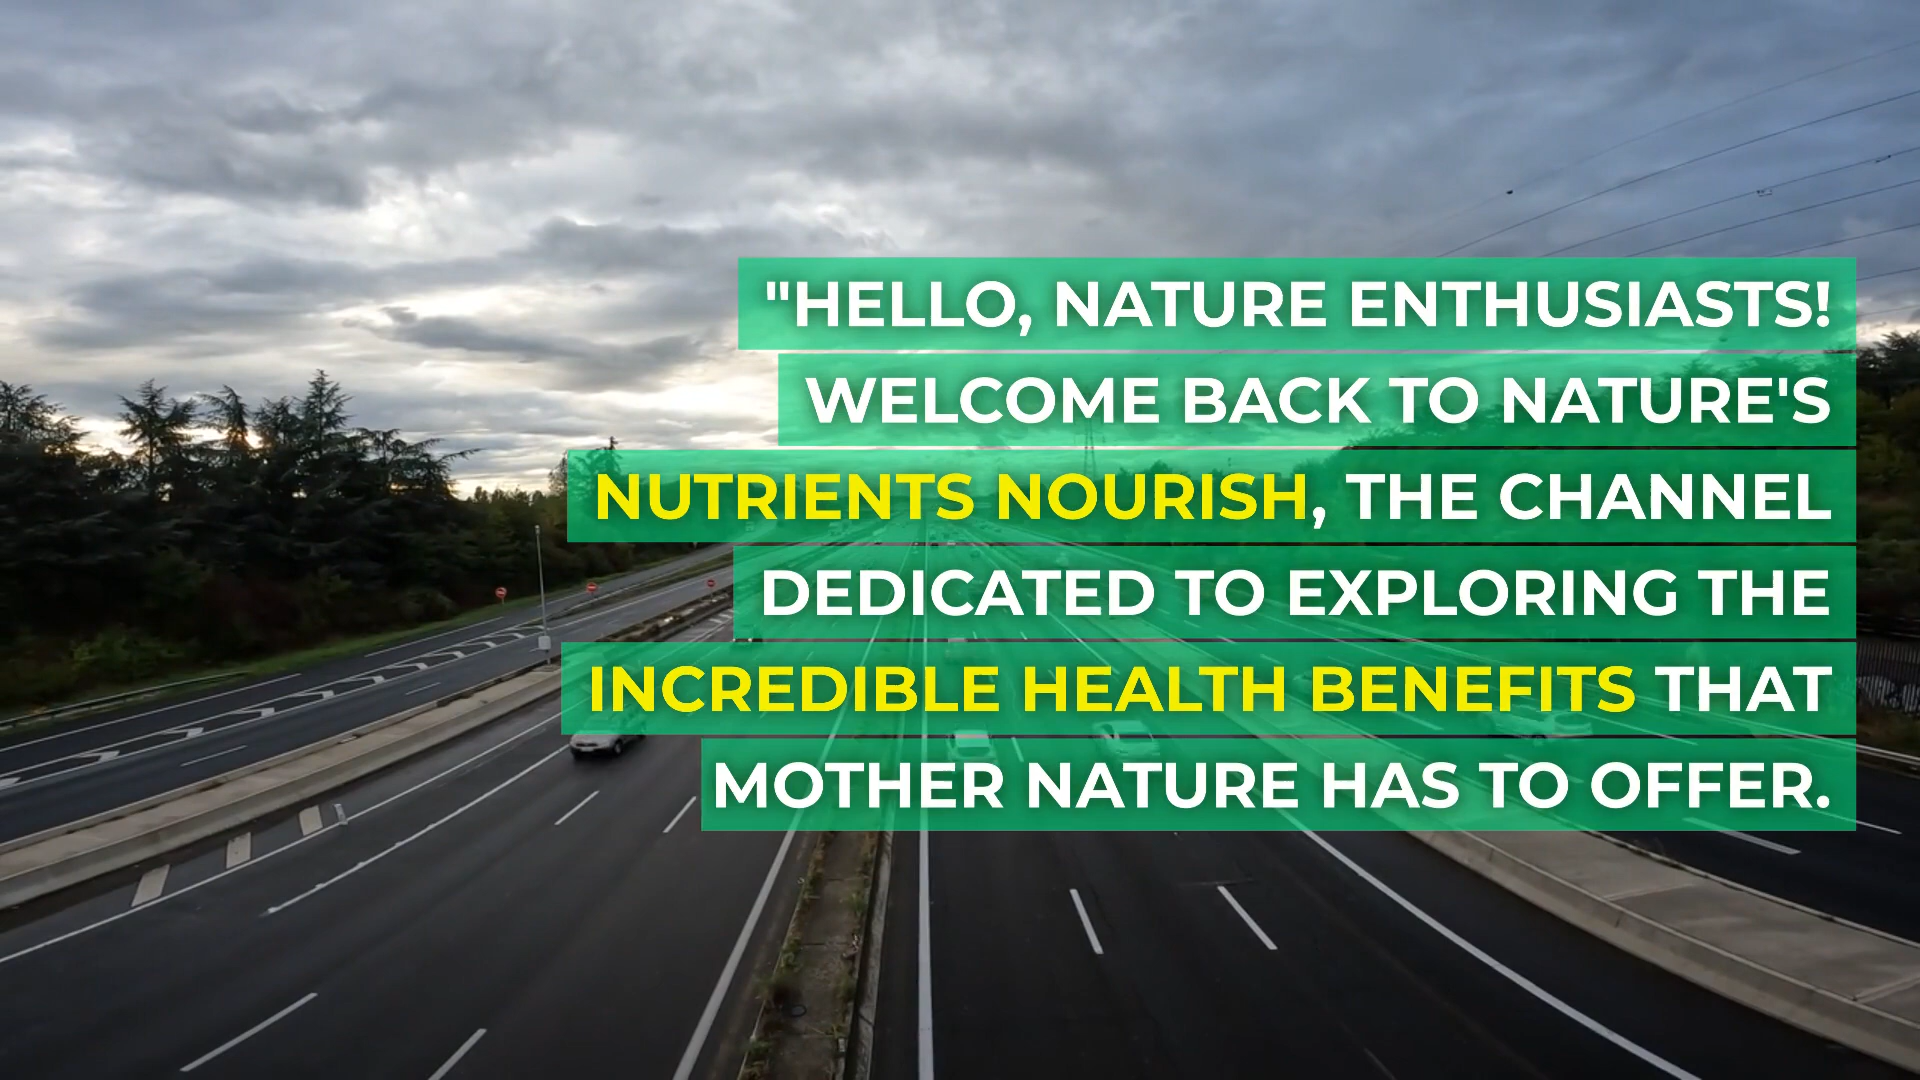 "HELLO, NATURE ENTHUSIASTS!
WELCOME BACK TO NATURE'S
NUTRIENTS NOURISH, THE CHANNEL
DEDICATED TO EXPLORING THE
INCREDIBLE HEALTH BENEFITS THAT
MOTHER NATURE HAS TO OFFER.